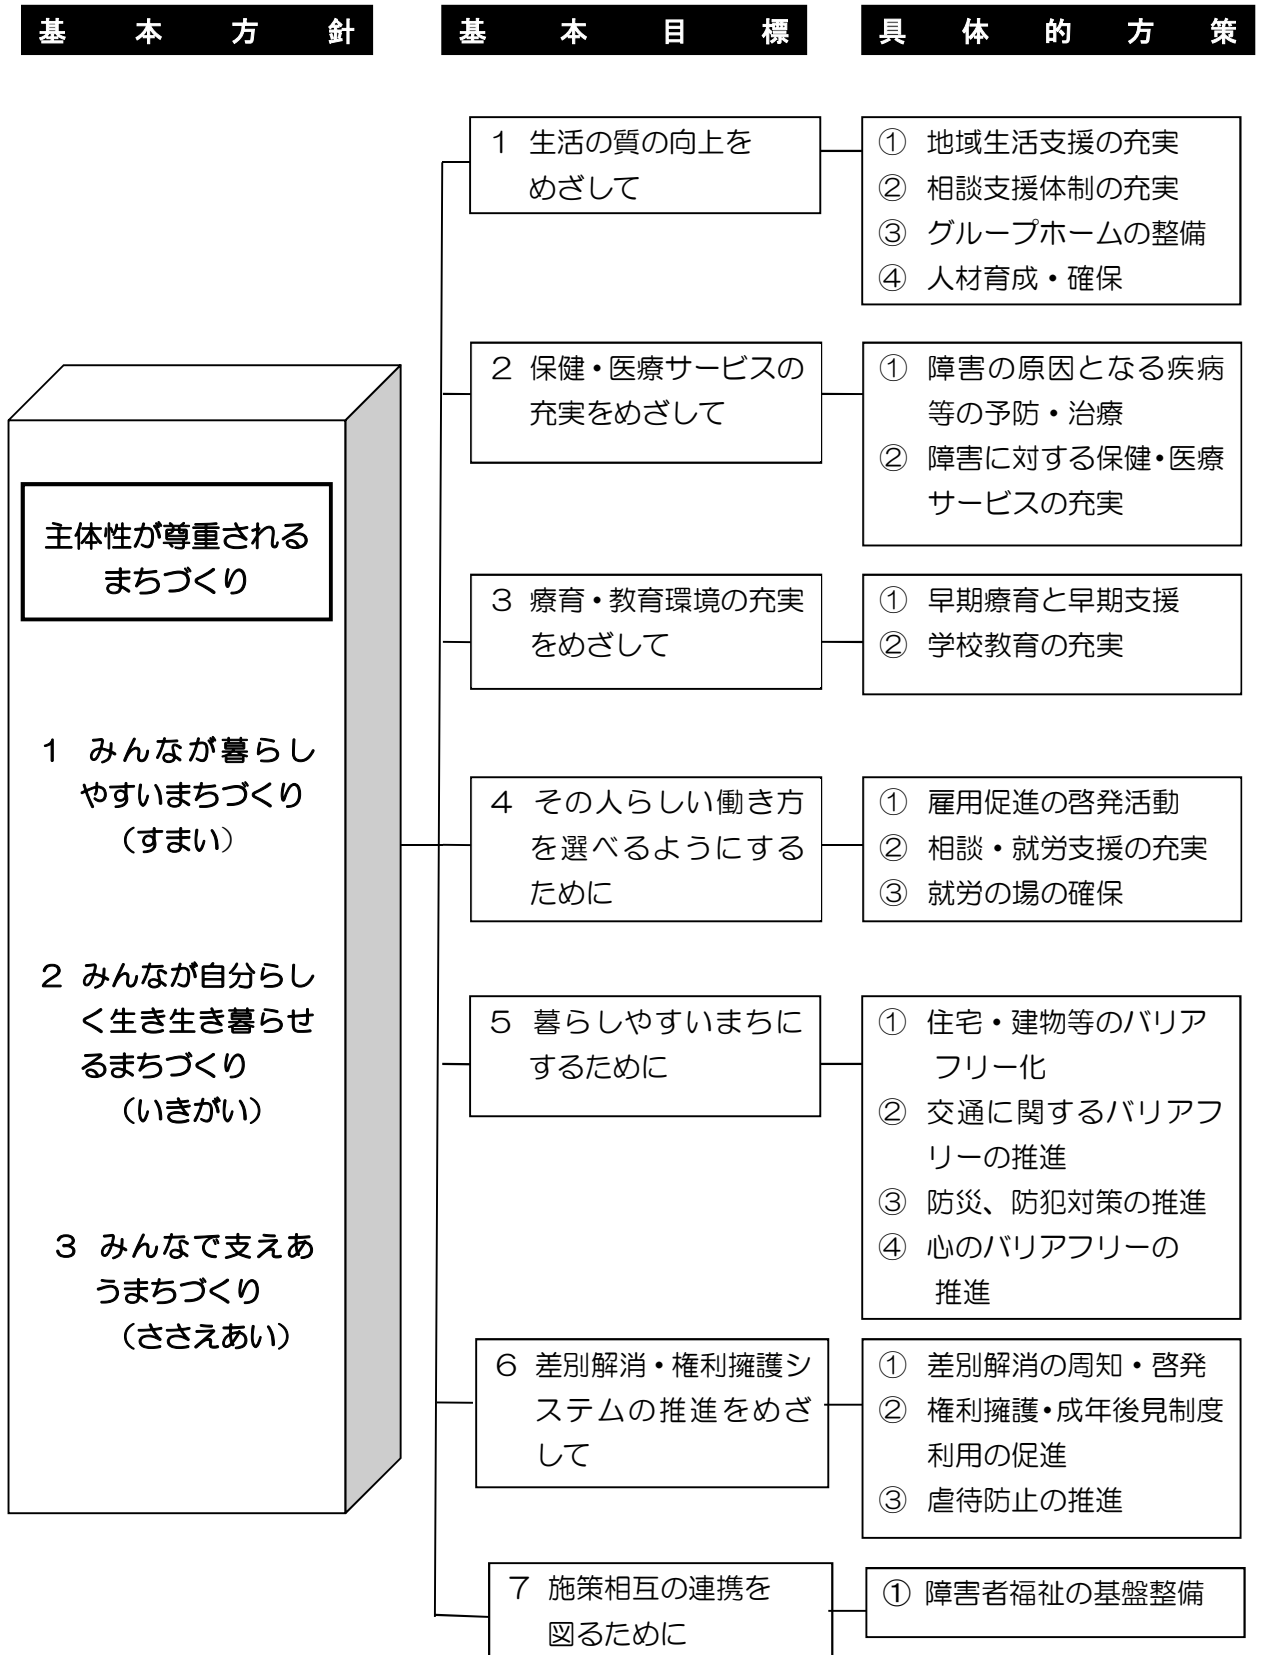 基本方針
基本目標
具体的方策
主体性が尊重される
まちづくり
１ みんなが暮らし
やすいまちづくり
（すまい）
２ みんなが自分らし
く生き生き暮らせ
るまちづくり
（いきがい）
３ みんなで支えあ
うまちづくり
（ささえあい）
１ 生活の質の向上を
めざして
① 地域生活支援の充実
② 相談支援体制の充実
③ グループホームの整備
④ 人材育成・確保
２ 保健・医療サービスの
充実をめざして
① 障害の原因となる疾病
等の予防・治療
② 障害に対する保健・医療
サービスの充実
３ 療育・教育環境の充実
をめざして
① 早期療育と早期支援
② 学校教育の充実
４ その人らしい働き方
を選べるようにする
ために
① 雇用促進の啓発活動
② 相談・就労支援の充実
③ 就労の場の確保
５ 暮らしやすいまちに
するために
① 住宅・建物等のバリア
フリー化
② 交通に関するバリアフ
リーの推進
③ 防災、防犯対策の推進
④ 心のバリアフリーの
推進
６ 差別解消・権利擁護シ
ステムの推進をめざ
して
① 差別解消の周知・啓発
② 権利擁護・成年後見制度
利用の促進
③ 虐待防止の推進
７ 施策相互の連携を
図るために
① 障害者福祉の基盤整備